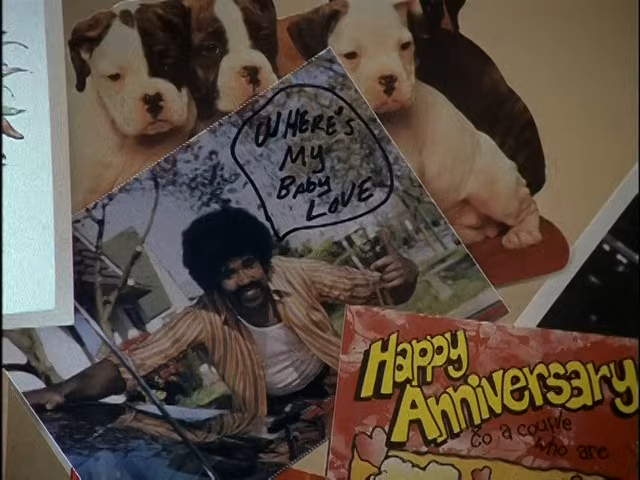 WHERE'S
MY
BABY
LOVE
Happy
Anniversary
to a couple
who are